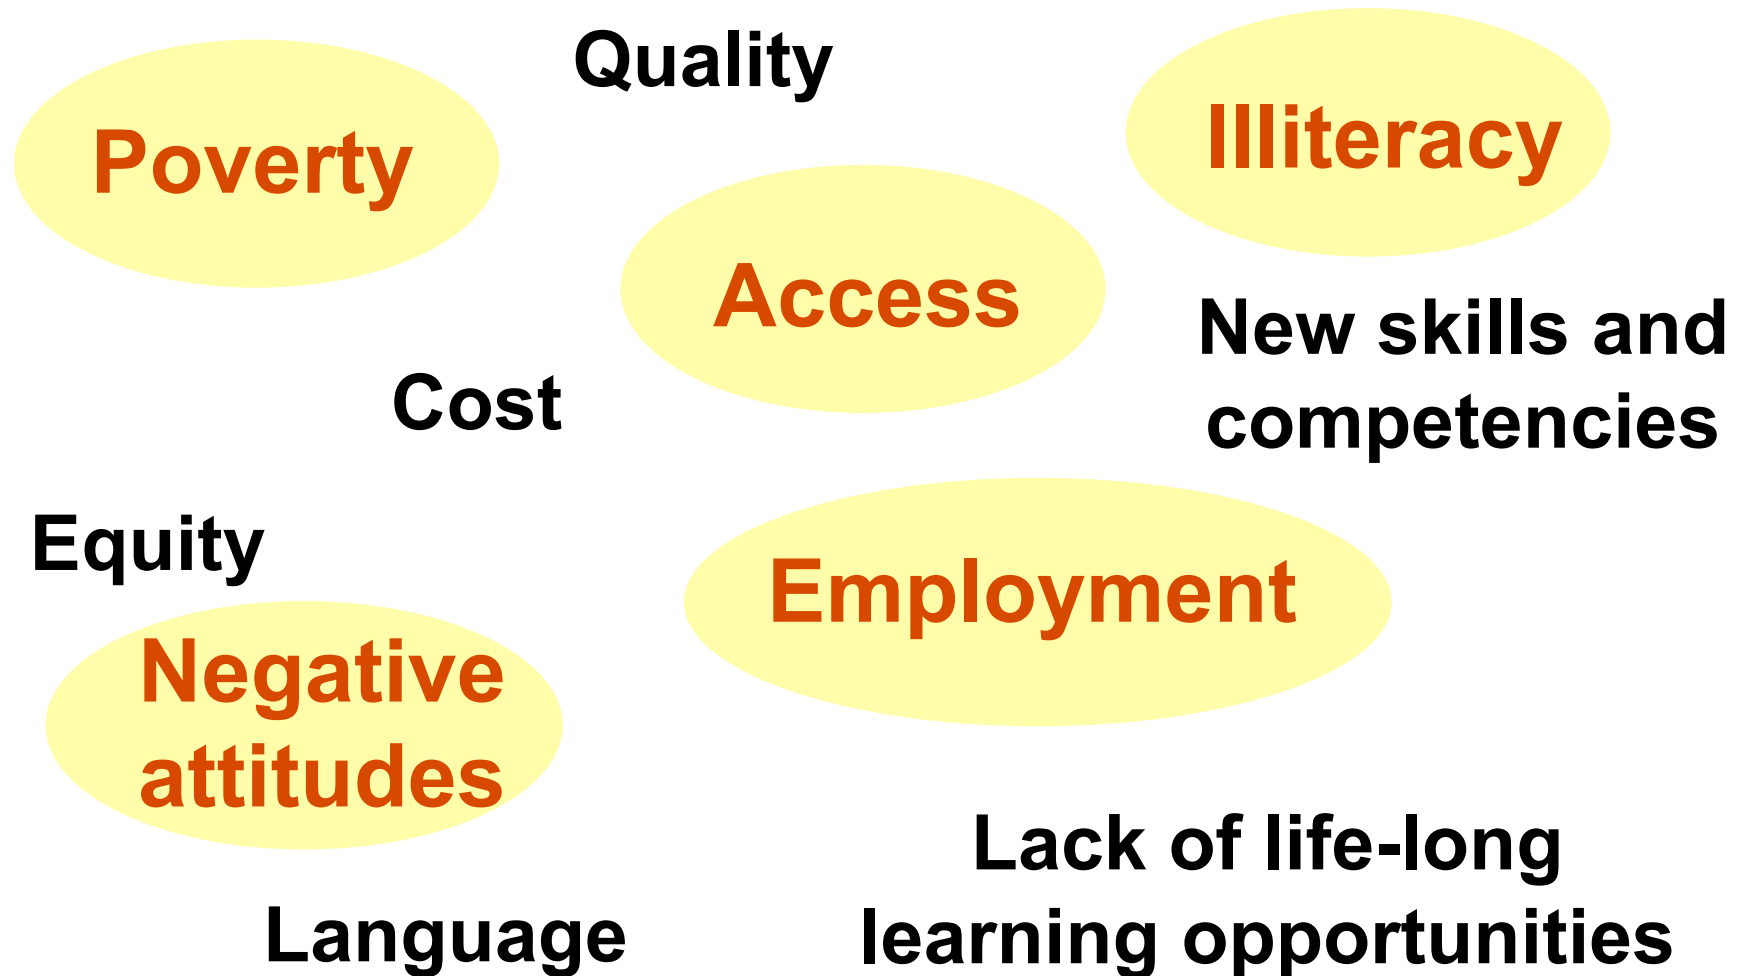 Quality
Poverty
Illiteracy
Access
New skills and
competencies
Cost
Equity
Employment
Negative
attitudes
Lack of life-long
learning opportunities
Language